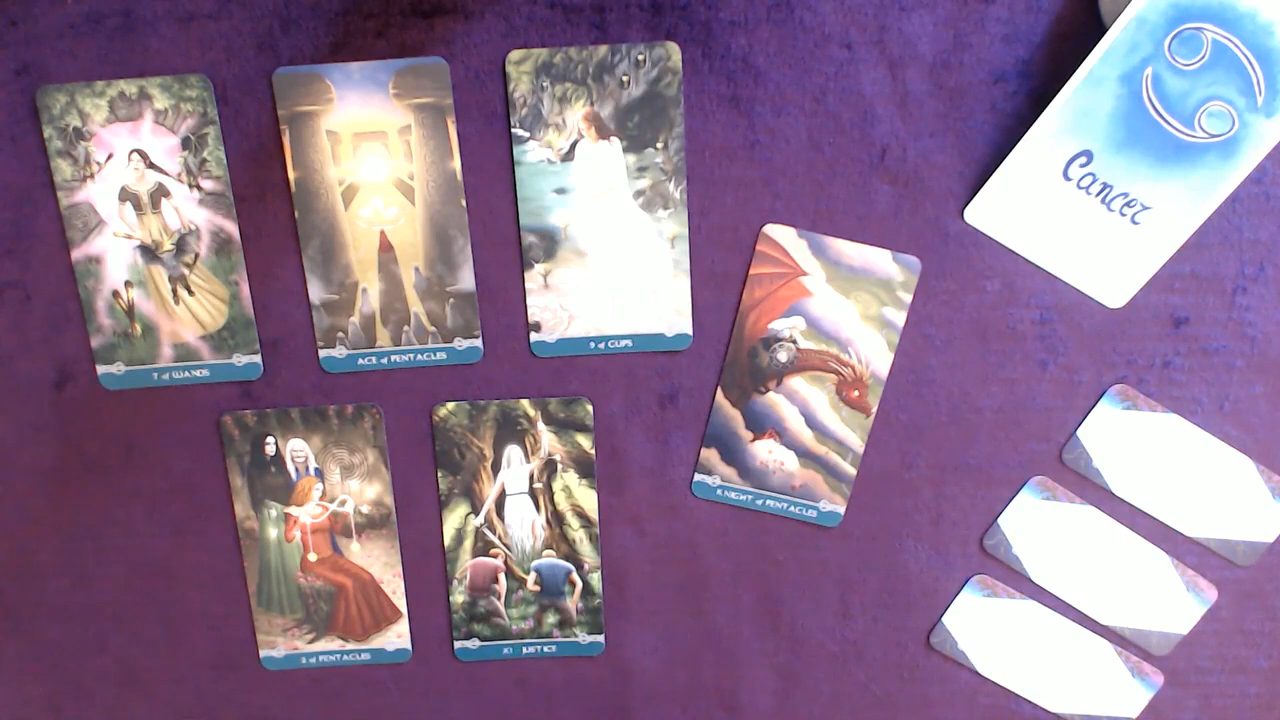 7 of WANDS
ACE of PENTACLES
9 of CUPS
Cancer
KNIGHT of PENTACLES
2 of PENTACLES
XI JUSTICE